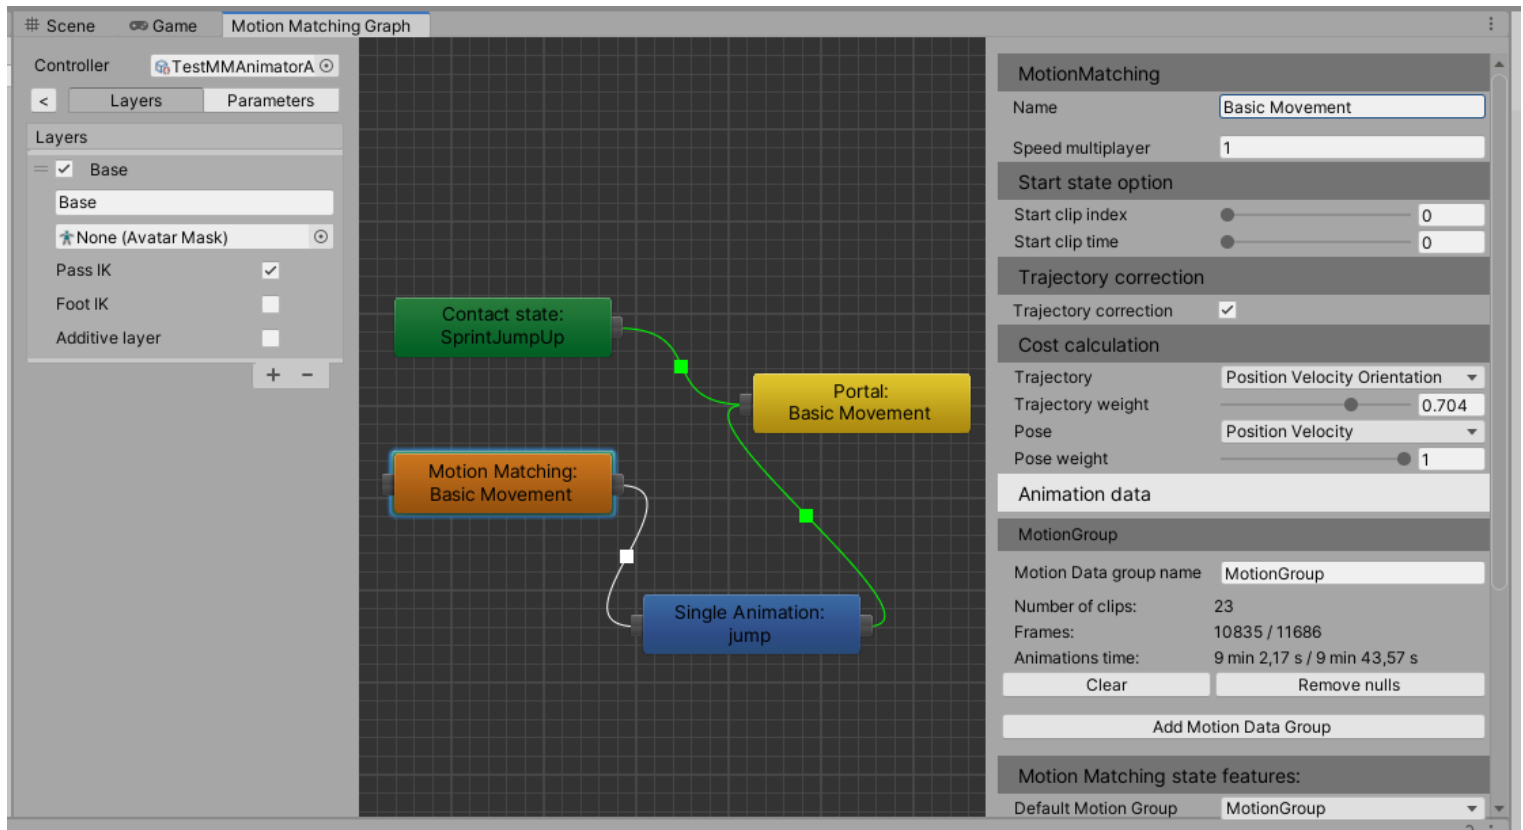 Scene Game Motion Matching Graph
Controller TestMMAnimatorA
< Layers Parameters
Layers
Base
Base
None (Avatar Mask)
Pass IK
Foot IK
Additive layer
+ −
Contact state:
SprintJumpUp
Portal:
Basic Movement
Motion Matching:
Basic Movement
Single Animation:
jump
MotionMatching
Name Basic Movement
Speed multiplayer 1
Start state option
Start clip index 0
Start clip time 0
Trajectory correction
Trajectory correction
Cost calculation
Trajectory Position Velocity Orientation
Trajectory weight 0.704
Pose Position Velocity
Pose weight 1
Animation data
MotionGroup
Motion Data group name MotionGroup
Number of clips: 23
Frames: 10835 / 11686
Animations time: 9 min 2,17 s / 9 min 43,57 s
Clear Remove nulls
Add Motion Data Group
Motion Matching state features:
Default Motion Group MotionGroup